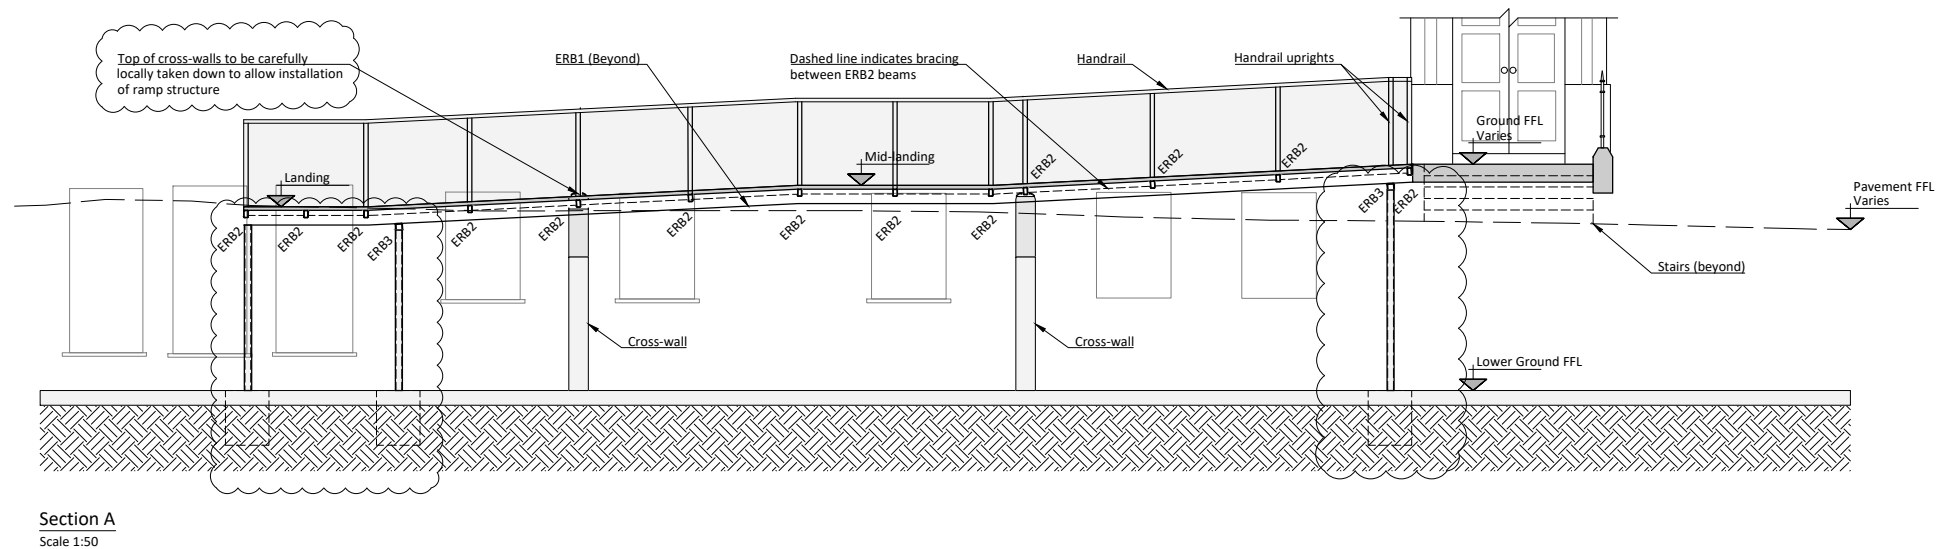 Top of cross-walls to be carefully
locally taken down to allow installation
of ramp structure
ERB1 (Beyond)
Dashed line indicates bracing
between ERB2 beams
Handrail
Handrail uprights
Ground FFL
Varies
Landing
Mid-landing
ERB2
ERB2
ERB2
Pavement FFL
Varies
ERB2
ERB2
ERB2
ERB3
ERB2
ERB2
ERB2
ERB2
ERB2
ERB2
ERB3
ERB2
Stairs (beyond)
Cross-wall
Cross-wall
Lower Ground FFL
Section A
Scale 1:50